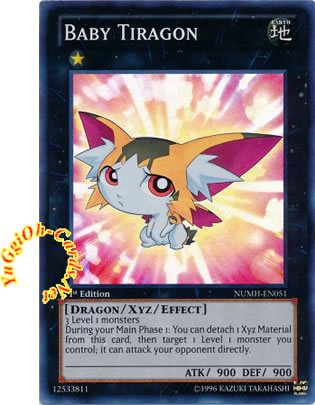 BABY TIRAGON
EARTH
地
YuGgiOh-Cards.Net
1st Edition
NUMH-EN051
[DRAGON/XYZ/EFFECT]
3 Level 1 monsters
During your Main Phase 1: You can detach 1 Xyz Material
from this card, then target 1 Level 1 monster you
control; it can attack your opponent directly.
ATK/ 900 DEF/ 900
12533811
©1996 KAZUKI TAKAHASHI